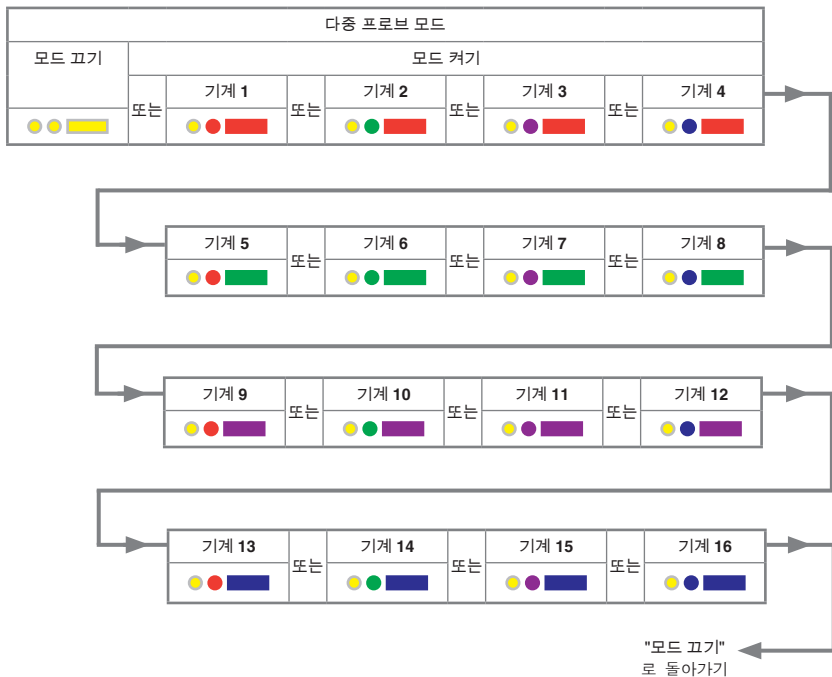 다중 프로브 모드
모드 끄기
모드 켜기
또는
기계 1
또는
기계 2
또는
기계 3
또는
기계 4
기계 5
또는
기계 6
또는
기계 7
또는
기계 8
기계 9
또는
기계 10
또는
기계 11
또는
기계 12
기계 13
또는
기계 14
또는
기계 15
또는
기계 16
"모드 끄기"
로 돌아가기